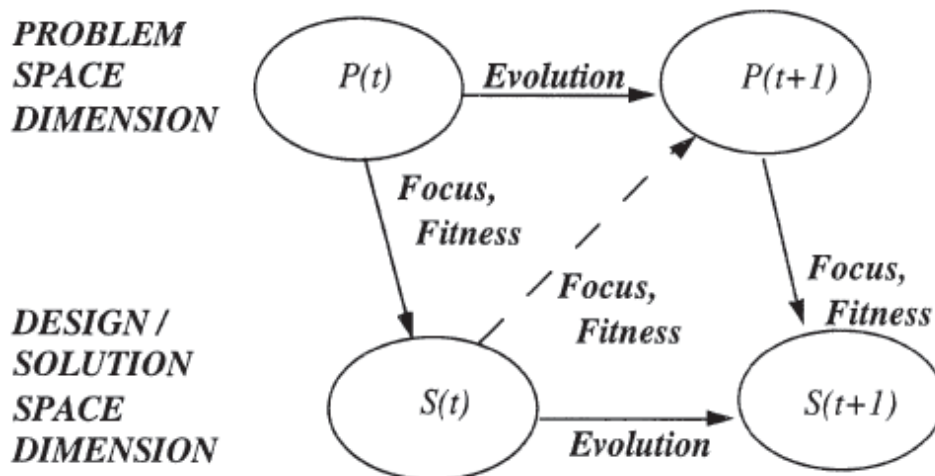 PROBLEM
SPACE
DIMENSION
P(t)
Evolution
P(t+1)
Focus,
Fitness
Focus,
Fitness
Focus,
Fitness
DESIGN /
SOLUTION
SPACE
DIMENSION
S(t)
Evolution
S(t+1)